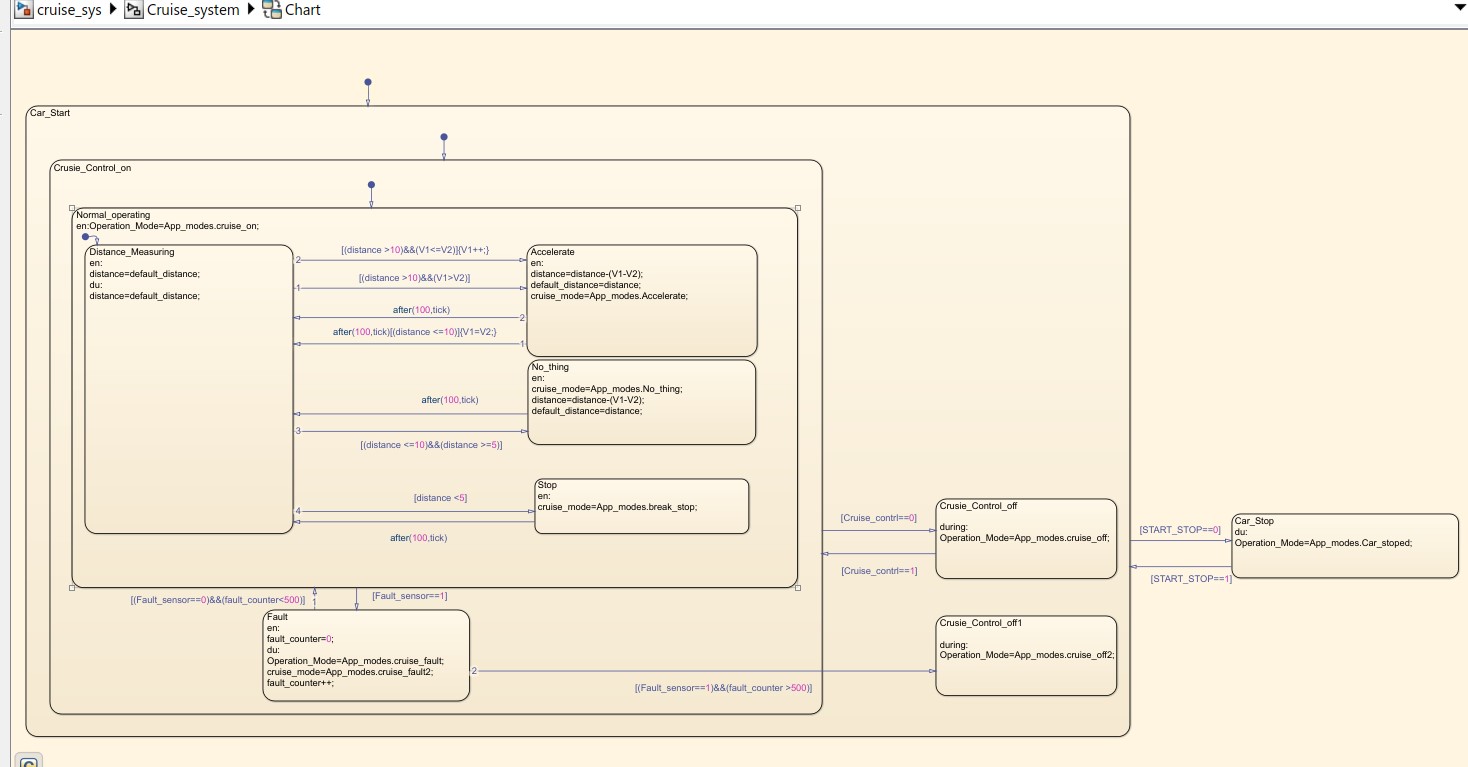 cruise_sys Cruise_system Chart
Car_Start
Crusie_Control_on
Normal_operating
en:Operation_Mode=App_modes.cruise_on;
Distance_Measuring
en:
distance=default_distance;
du:
distance=default_distance;
2
[(distance >10)&&(V1<=V2)]{V1++;}
1
[(distance >10)&&(V1>V2)]
after(100,tick)
2
after(100,tick)[(distance <=10)]{V1=V2;}
1
Accelerate
en:
distance=distance-(V1-V2);
default_distance=distance;
cruise_mode=App_modes.Accelerate;
No_thing
en:
cruise_mode=App_modes.No_thing;
distance=distance-(V1-V2);
default_distance=distance;
after(100,tick)
3
[(distance <=10)&&(distance >=5)]
Stop
en:
cruise_mode=App_modes.break_stop;
[distance <5]
4
after(100,tick)
[(Fault_sensor==0)&&(fault_counter<500)]
1
[Fault_sensor==1]
Fault
en:
fault_counter=0;
du:
Operation_Mode=App_modes.cruise_fault;
cruise_mode=App_modes.cruise_fault2;
fault_counter++;
2
[(Fault_sensor==1)&&(fault_counter >500)]
[Cruise_contrl==0]
[Cruise_contrl==1]
Crusie_Control_off
during:
Operation_Mode=App_modes.cruise_off;
Crusie_Control_off1
during:
Operation_Mode=App_modes.cruise_off2;
[START_STOP==0]
[START_STOP==1]
Car_Stop
du:
Operation_Mode=App_modes.Car_stoped;